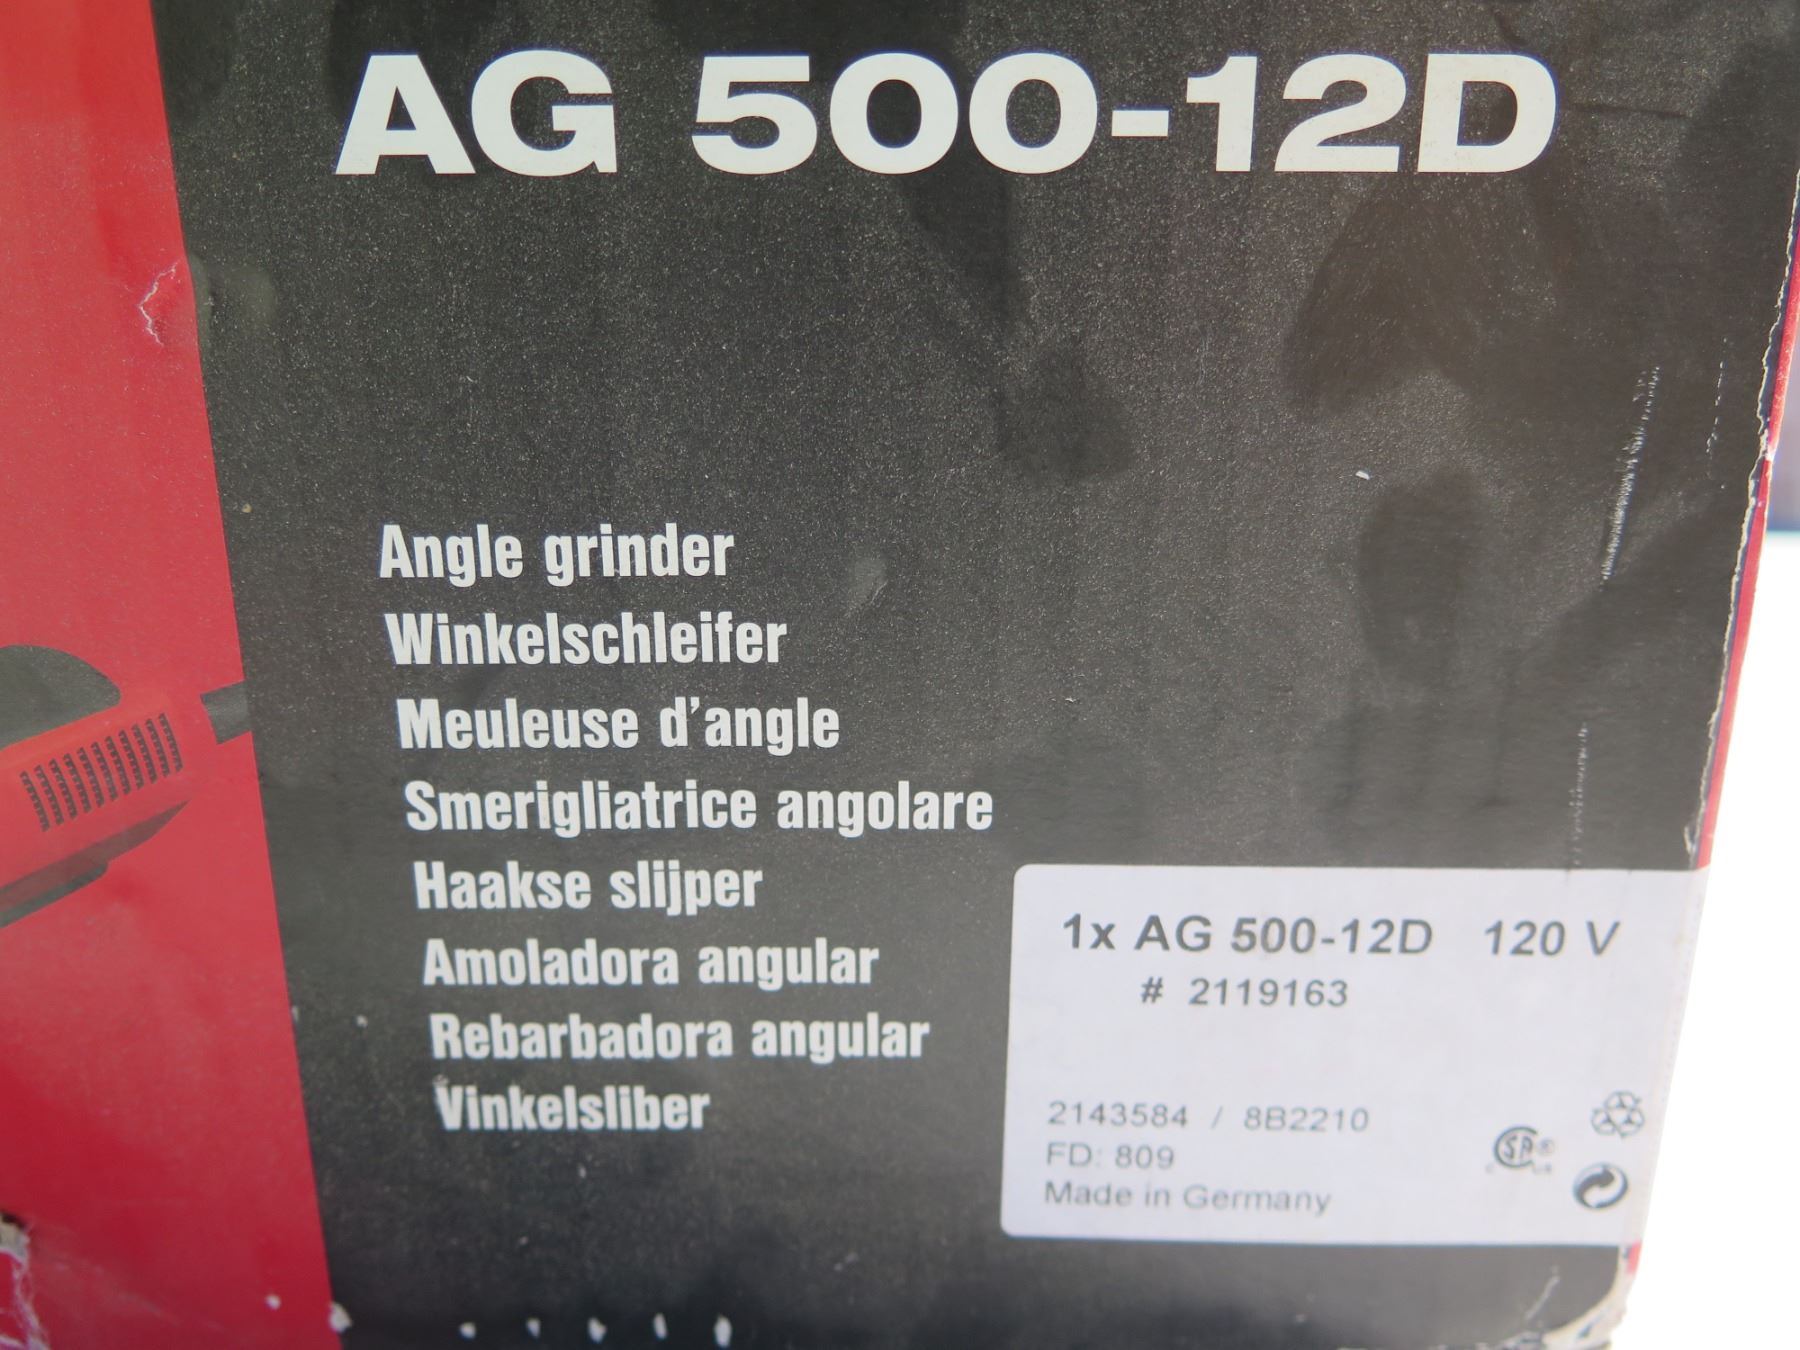 AG 500-12D
Angle grinder
Winkelschleifer
Meuleuse d'angle
Smerigliatrice angolare
Haakse slijper
Amoladora angular
Rebarbadora angular
Vinkelsliber
1x AG 500-12D 120 V
# 2119163
2143584 / 8B2210
FD: 809
Made in Germany